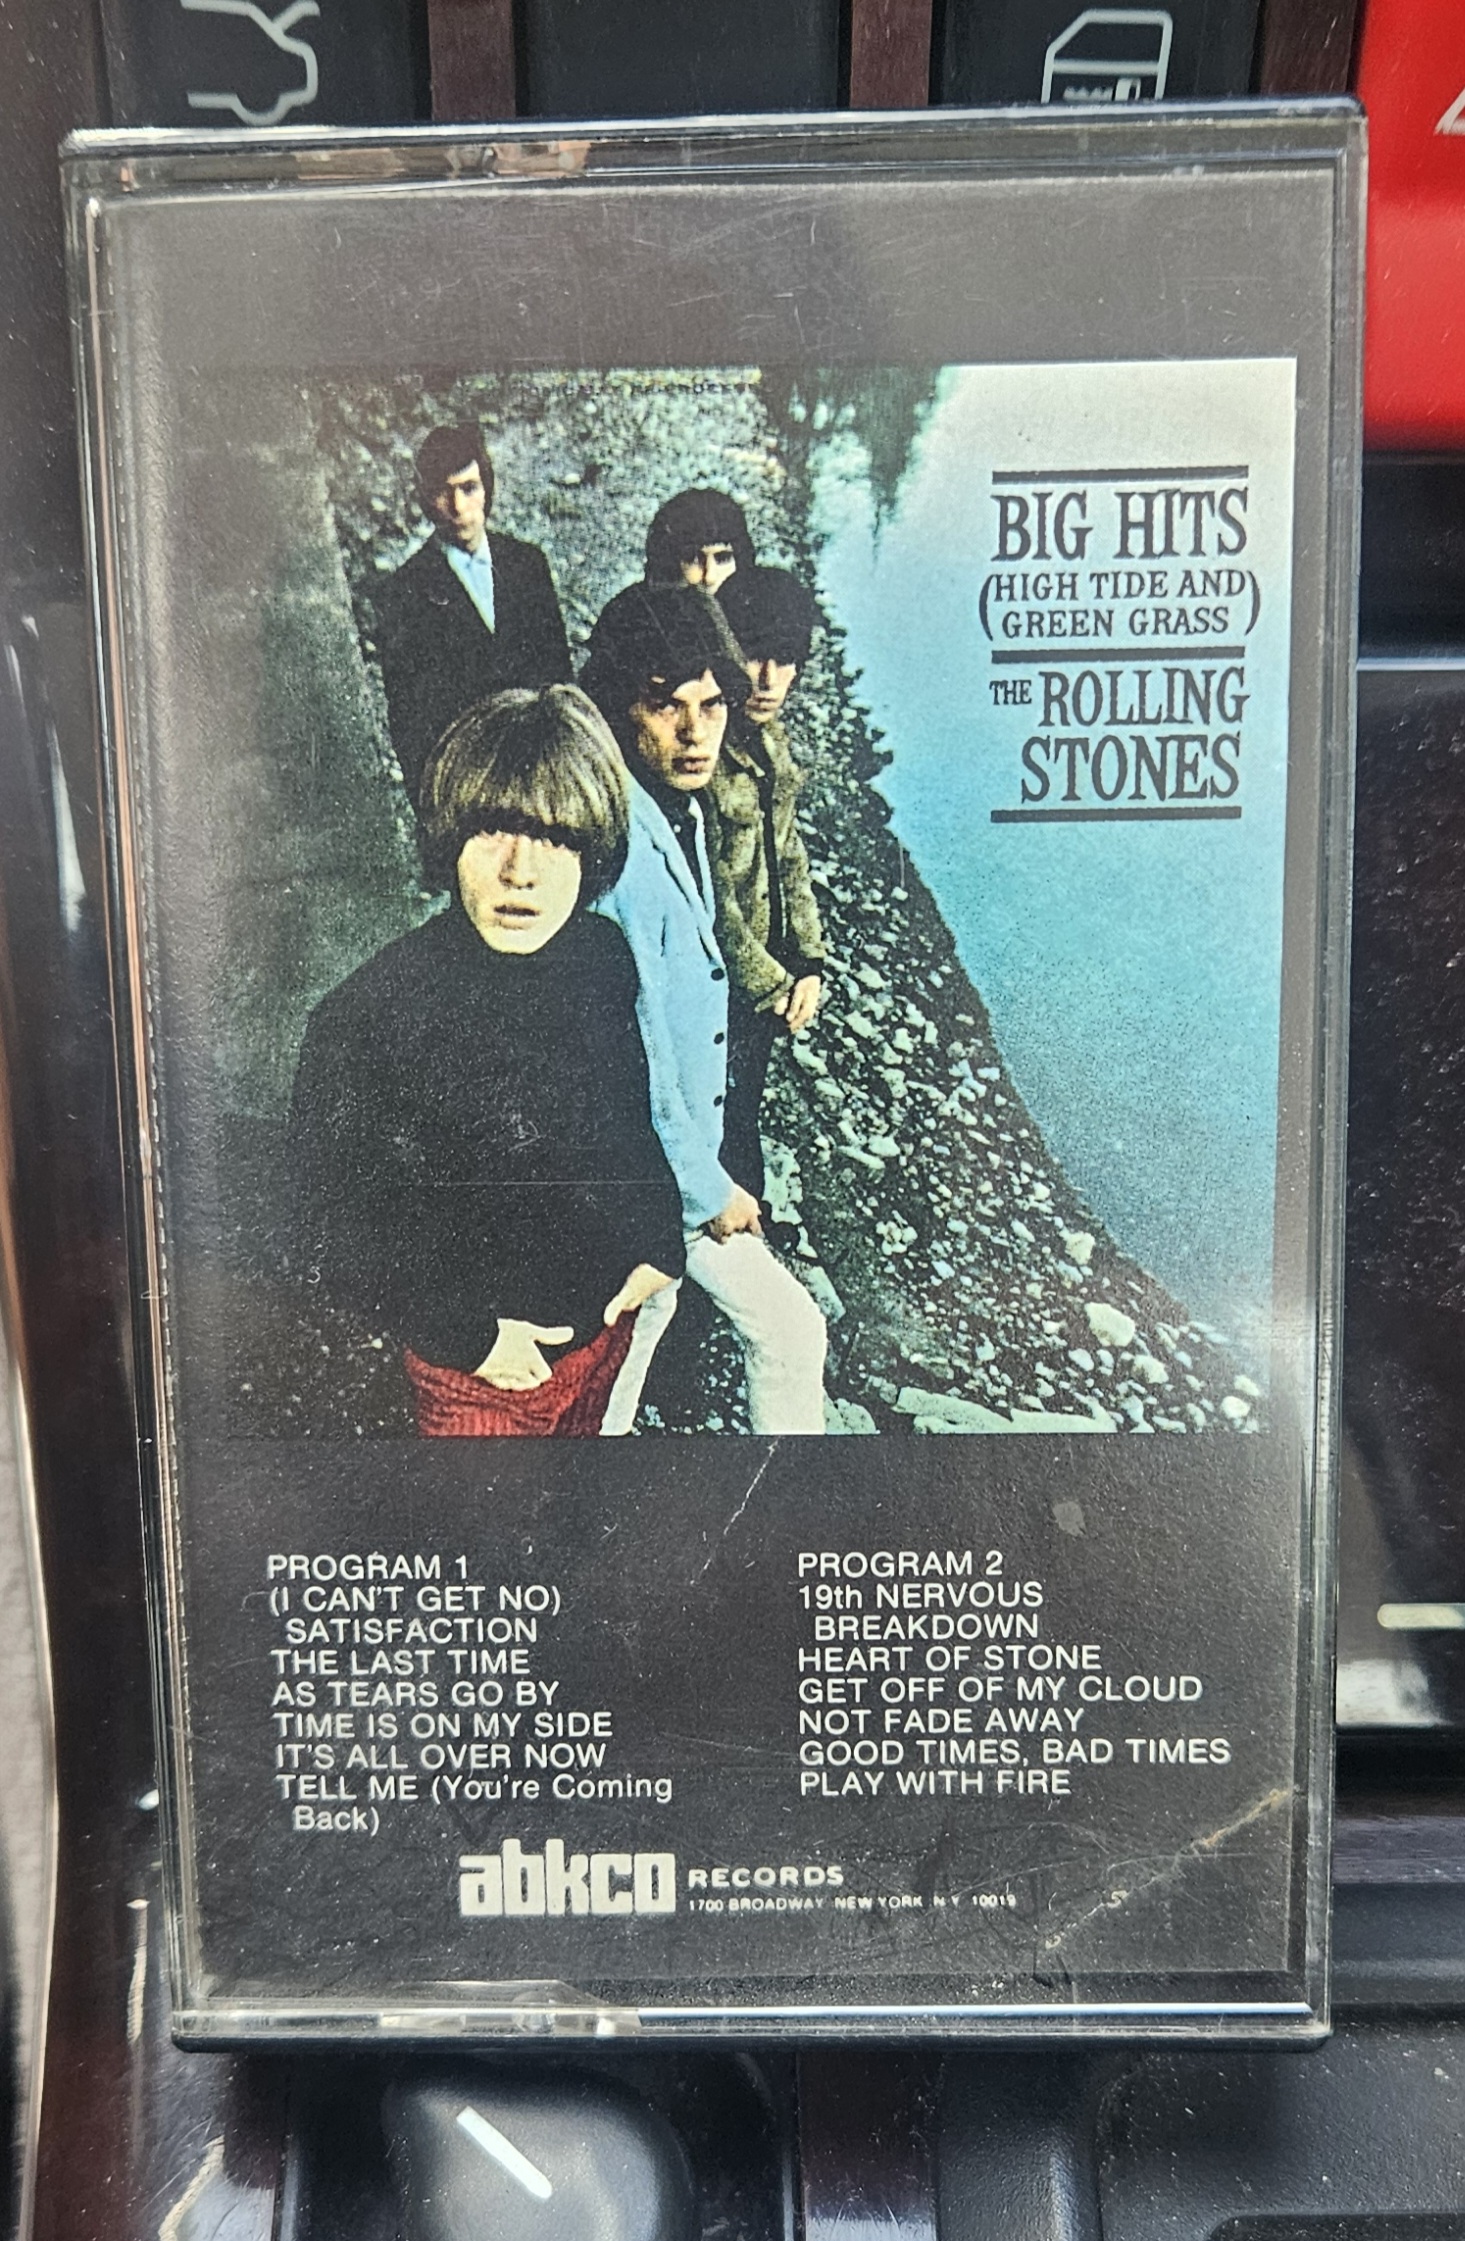 BIG HITS
(HIGH TIDE AND
GREEN GRASS)
THE ROLLING
STONES
PROGRAM 1
(I CAN'T GET NO)
SATISFACTION
THE LAST TIME
AS TEARS GO BY
TIME IS ON MY SIDE
IT'S ALL OVER NOW
TELL ME (You're Coming
Back)
PROGRAM 2
19th NERVOUS
BREAKDOWN
HEART OF STONE
GET OFF OF MY CLOUD
NOT FADE AWAY
GOOD TIMES, BAD TIMES
PLAY WITH FIRE
abkco RECORDS
1700 BROADWAY NEW YORK N Y 10019